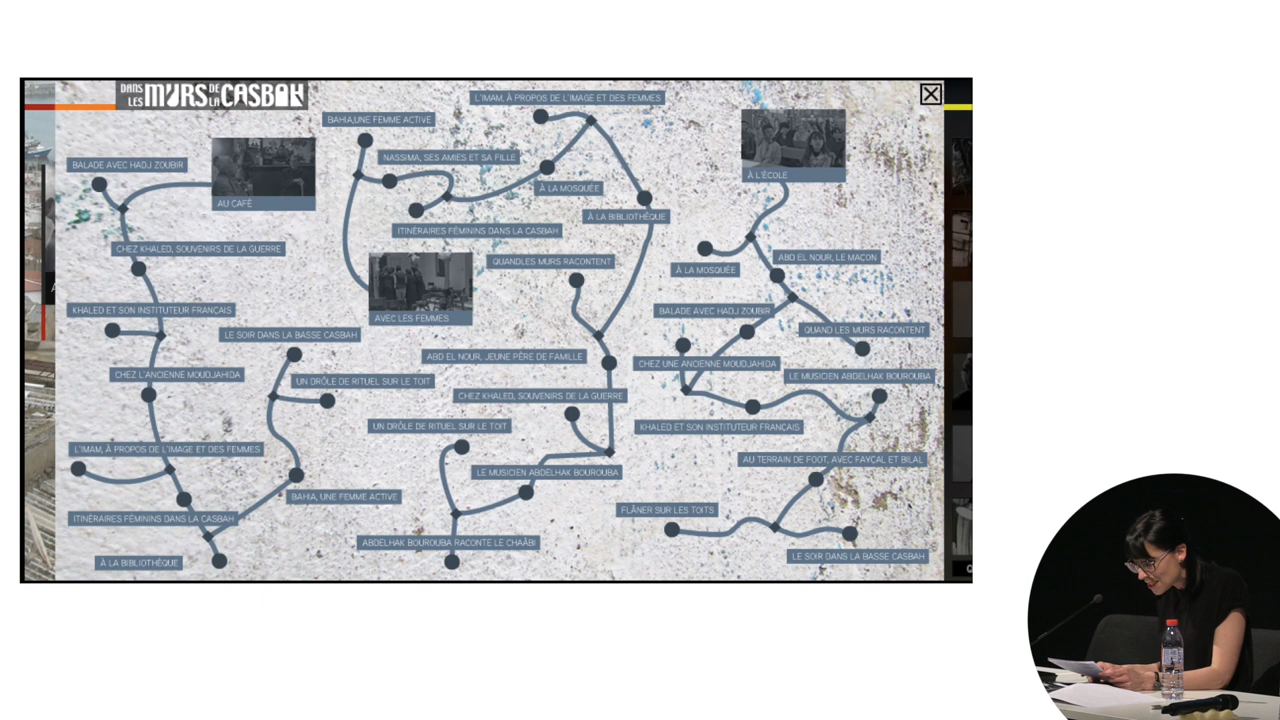 DANS LES MURS DE LA CASBAH
L'IMAM, À PROPOS DE L'IMAGE ET DES FEMMES
BAHIA,UNE FEMME ACTIVE
BALADE AVEC HADJ ZOUBIR
NASSIMA, SES AMIES ET SA FILLE
À L'ÉCOLE
À LA MOSQUÉE
AU CAFÉ
À LA BIBLIOTHÈQUE
ITINÉRAIRES FÉMININS DANS LA CASBAH
CHEZ KHALED, SOUVENIRS DE LA GUERRE
QUANDLES MURS RACONTENT
ABD EL NOUR, LE MAÇON
À LA MOSQUÉE
KHALED ET SON INSTITUTEUR FRANÇAIS
AVEC LES FEMMES
BALADE AVEC HADJ ZOUBIR
QUAND LES MURS RACONTENT
LE SOIR DANS LA BASSE CASBAH
ABD EL NOUR, JEUNE PÈRE DE FAMILLE
CHEZ UNE ANCIENNE MOUDJAHIDA
CHEZ L'ANCIENNE MOUDJAHIDA
UN DRÔLE DE RITUEL SUR LE TOIT
LE MUSICIEN ABDELHAK BOUROUBA
CHEZ KHALED, SOUVENIRS DE LA GUERRE
UN DRÔLE DE RITUEL SUR LE TOIT
KHALED ET SON INSTITUTEUR FRANÇAIS
L'IMAM, À PROPOS DE L'IMAGE ET DES FEMMES
AU TERRAIN DE FOOT, AVEC FAYÇAL ET BILAL
LE MUSICIEN ABDELHAK BOUROUBA
BAHIA, UNE FEMME ACTIVE
FLÂNER SUR LES TOITS
ITINÉRAIRES FÉMININS DANS LA CASBAH
ABDELHAK BOUROUBA RACONTE LE CHAÂBI
LE SOIR DANS LA BASSE CASBAH
À LA BIBLIOTHÈQUE